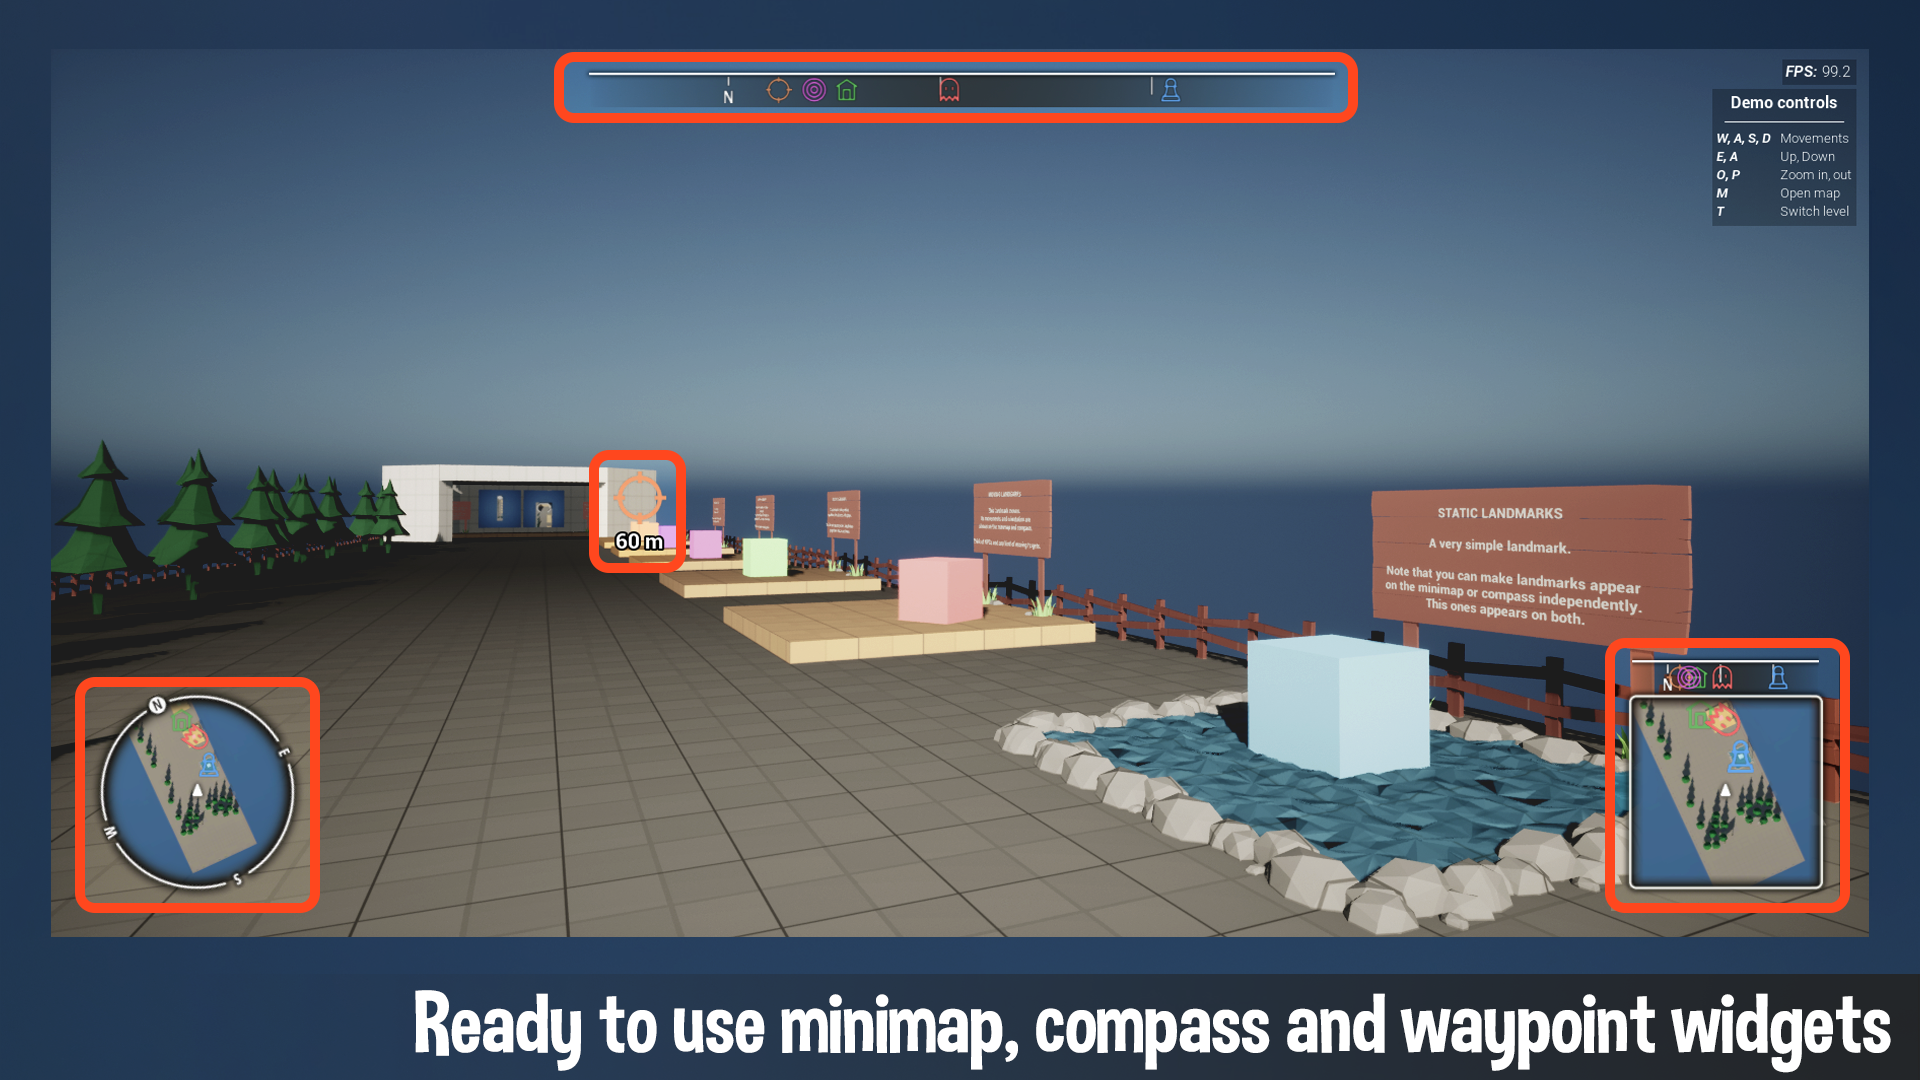 N
FPS: 99.2
Demo controls
W, A, S, D Movements
E, A Up, Down
O, P Zoom in, out
M Open map
T Switch level
60 m
MOVING LANDMARKS
STATIC LANDMARKS
A very simple landmark.
Note that you can make landmarks appear
on the minimap or compass independently.
This ones appears on both.
N
E
W
S
N
Ready to use minimap, compass and waypoint widgets